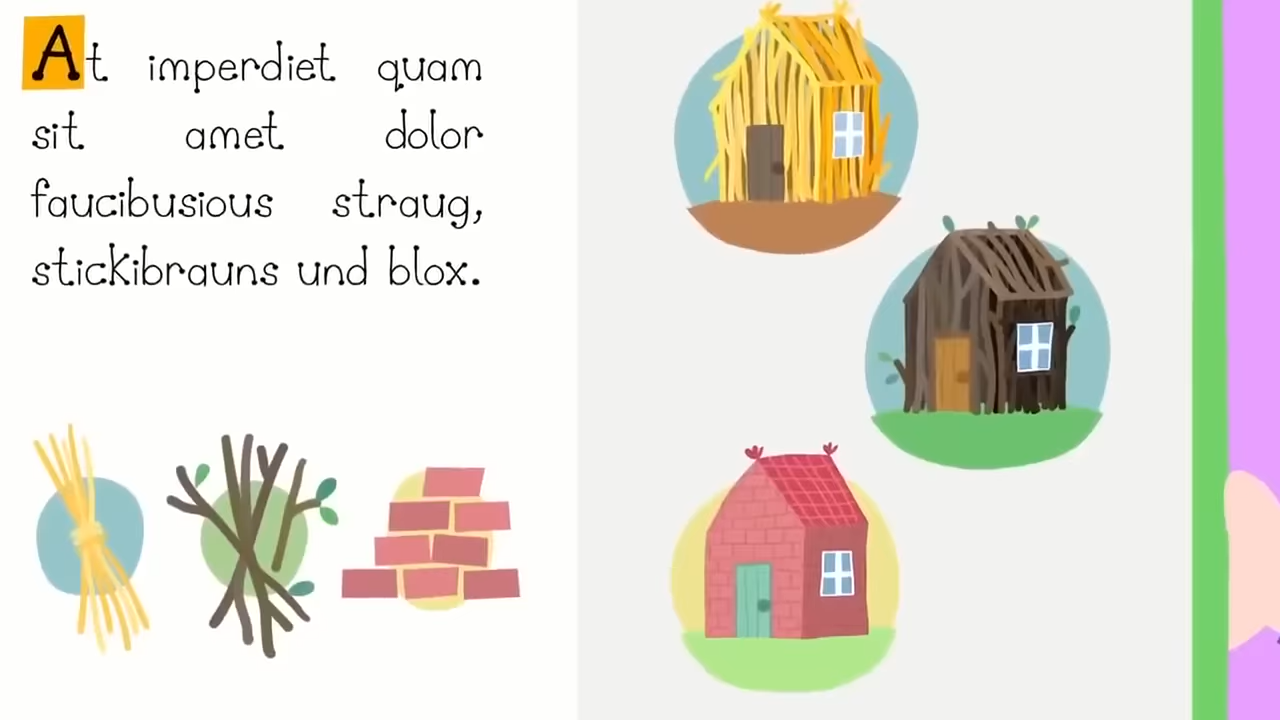 At imperdiet quam
sit amet dolor
faucibusious straug,
stickibrauns und blox.